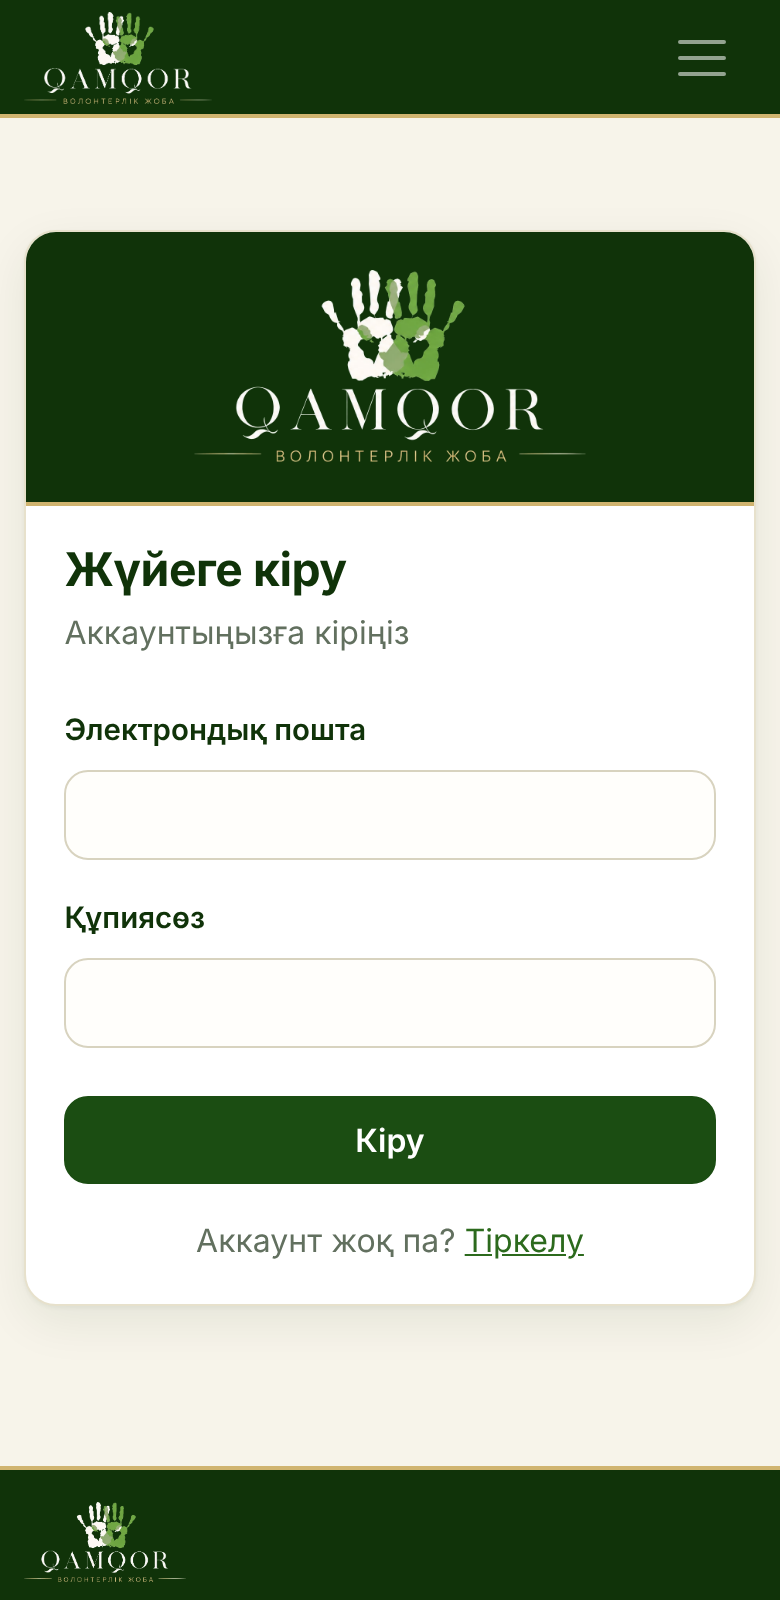 QAMQOR
ВОЛОНТЕРЛІК ЖОБА
QAMQOR
ВОЛОНТЕРЛІК ЖОБА
Жүйеге кіру
Аккаунтыңызға кіріңіз
Электрондық пошта
Құпиясөз
Кіру
Аккаунт жоқ па? Тіркелу
QAMQOR
ВОЛОНТЕРЛІК ЖОБА